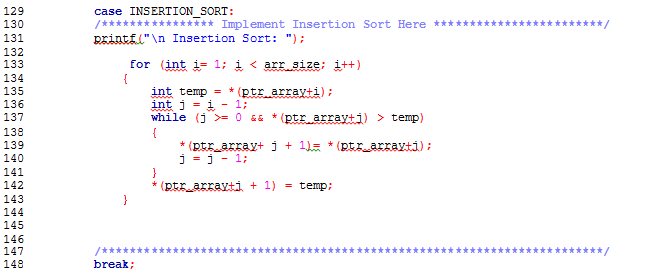 129 case INSERTION_SORT:
130 /**************** Implement Insertion Sort Here ************************/
131 printf("\n Insertion Sort: ");
132
133 for (int i= 1; i < arr_size; i++)
134 {
135 int temp = *(ptr_array+i);
136 int j = i - 1;
137 while (j >= 0 && *(ptr_array+j) > temp)
138 {
139 *(ptr_array+ j + 1)= *(ptr_array+j);
140 j = j - 1;
141 }
142 *(ptr_array+j + 1) = temp;
143 }
144
145
146
147 /**************************************************************************/
148 break;